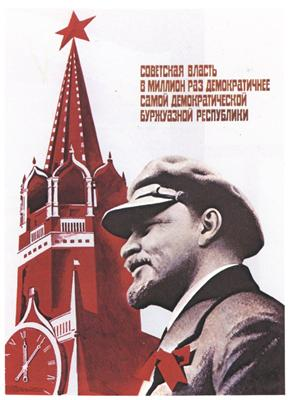 СОВЕТСКАЯ ВЛАСТЬ
В МИЛЛИОН РАЗ ДЕМОКРАТИЧНЕЕ
САМОЙ ДЕМОКРАТИЧЕСКОЙ
БУРЖУАЗНОЙ РЕСПУБЛИКИ